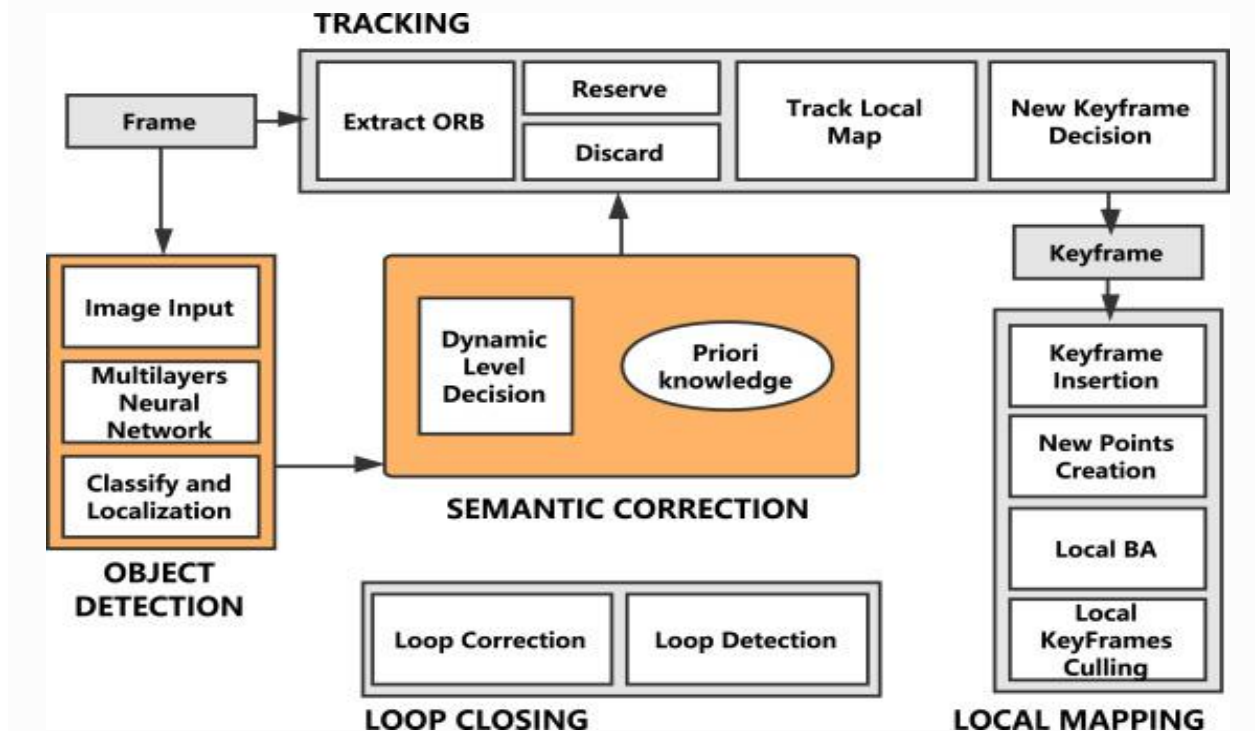 TRACKING
Frame
Extract ORB
Reserve
Discard
Track Local
Map
New Keyframe
Decision
Keyframe
Image Input
Multilayers
Neural
Network
Classify and
Localization
OBJECT
DETECTION
Dynamic
Level
Decision
Priori
knowledge
SEMANTIC CORRECTION
Keyframe
Insertion
New Points
Creation
Local BA
Local
KeyFrames
Culling
LOCAL MAPPING
Loop Correction
Loop Detection
LOOP CLOSING